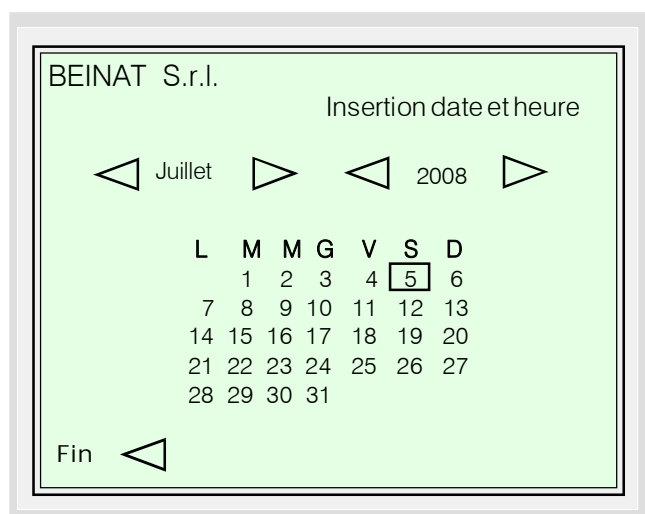 BEINAT S.r.l.
Insertion date et heure
Juillet 2008
L M M G V S D
1 2 3 4 5 6
7 8 9 10 11 12 13
14 15 16 17 18 19 20
21 22 23 24 25 26 27
28 29 30 31
Fin